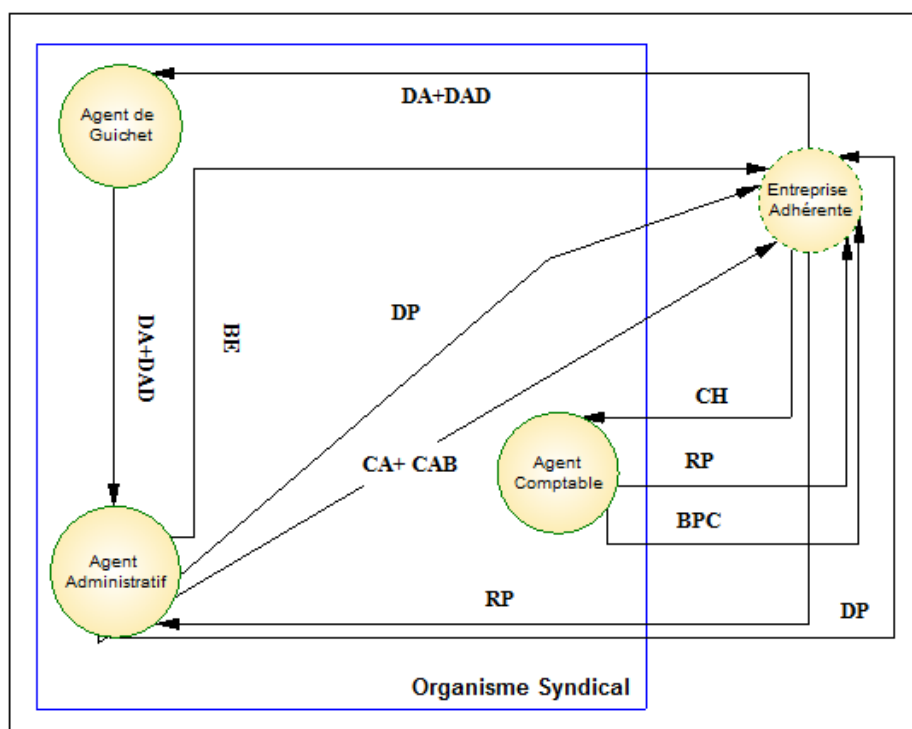 Agent de
Guichet
DA+DAD
Entreprise
Adhérente
DA+DAD
BE
DP
CH
CA+ CAB
Agent
Comptable
RP
BPC
Agent
Administratif
RP
DP
Organisme Syndical